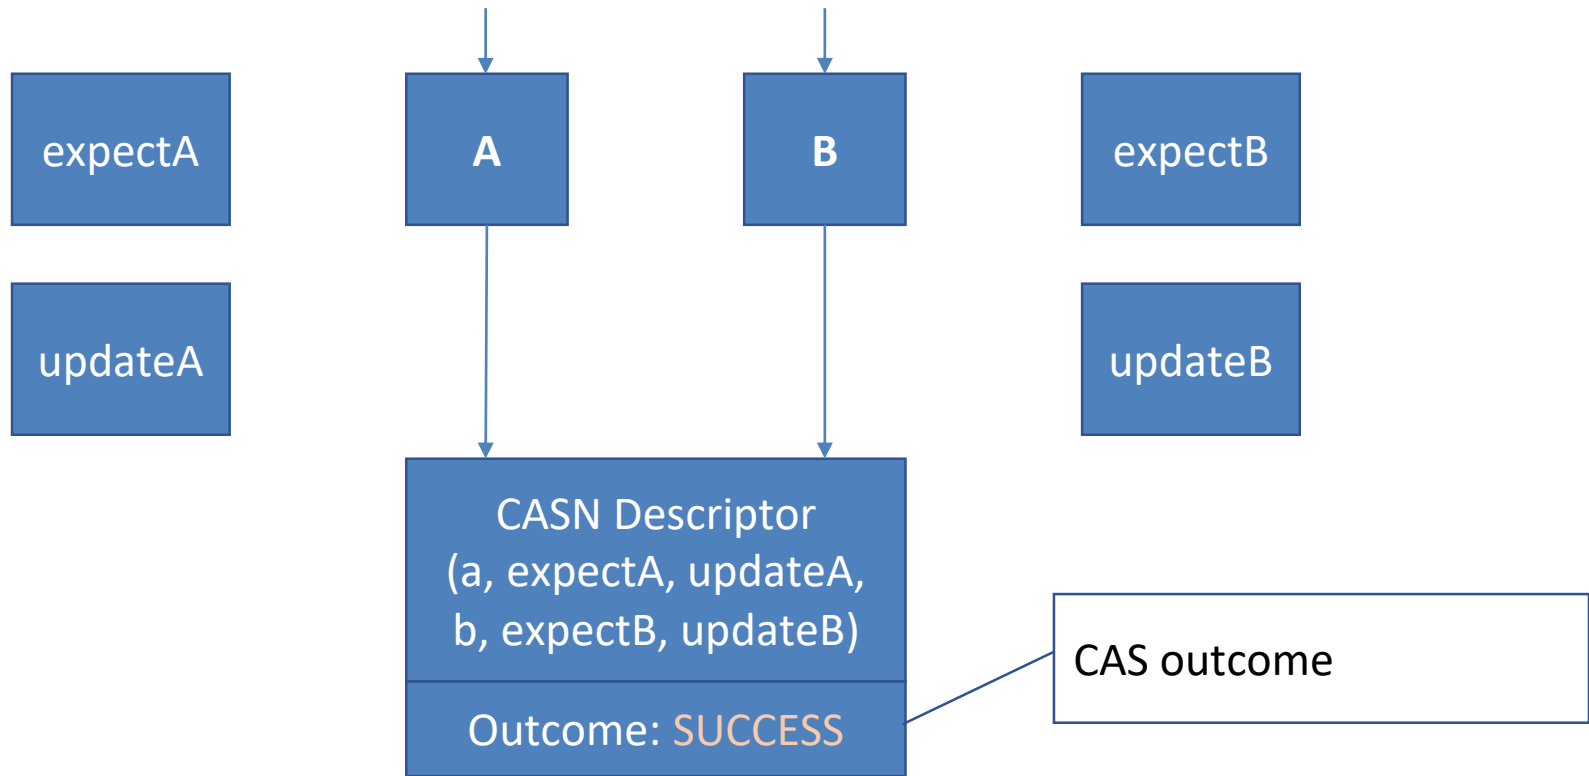 expectA
A
B
expectB
updateA
updateB
CASN Descriptor
(a, expectA, updateA,
b, expectB, updateB)
CAS outcome
Outcome: SUCCESS